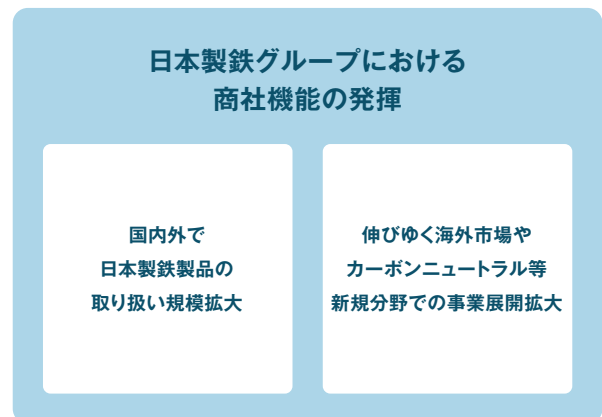 日本製鉄グループにおける
商社機能の発揮
国内外で
日本製鉄製品の
取り扱い規模拡大
伸びゆく海外市場や
カーボンニュートラル等
新規分野での事業展開拡大